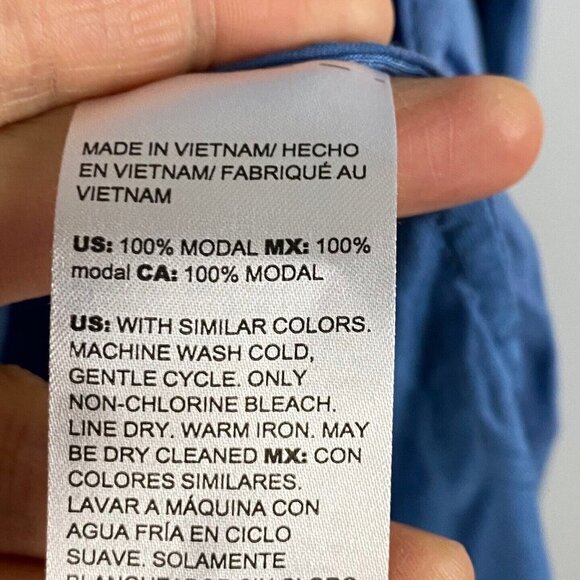 MADE IN VIETNAM/ HECHO
EN VIETNAM/ FABRIQUÉ AU
VIETNAM
US: 100% MODAL MX: 100%
modal CA: 100% MODAL
US: WITH SIMILAR COLORS.
MACHINE WASH COLD,
GENTLE CYCLE. ONLY
NON-CHLORINE BLEACH.
LINE DRY. WARM IRON. MAY
BE DRY CLEANED MX: CON
COLORES SIMILARES.
LAVAR A MÁQUINA CON
AGUA FRÍA EN CICLO
SUAVE. SOLAMENTE